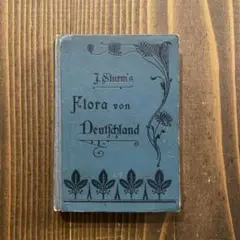 J. Sturm's
Flora von
Deutschland